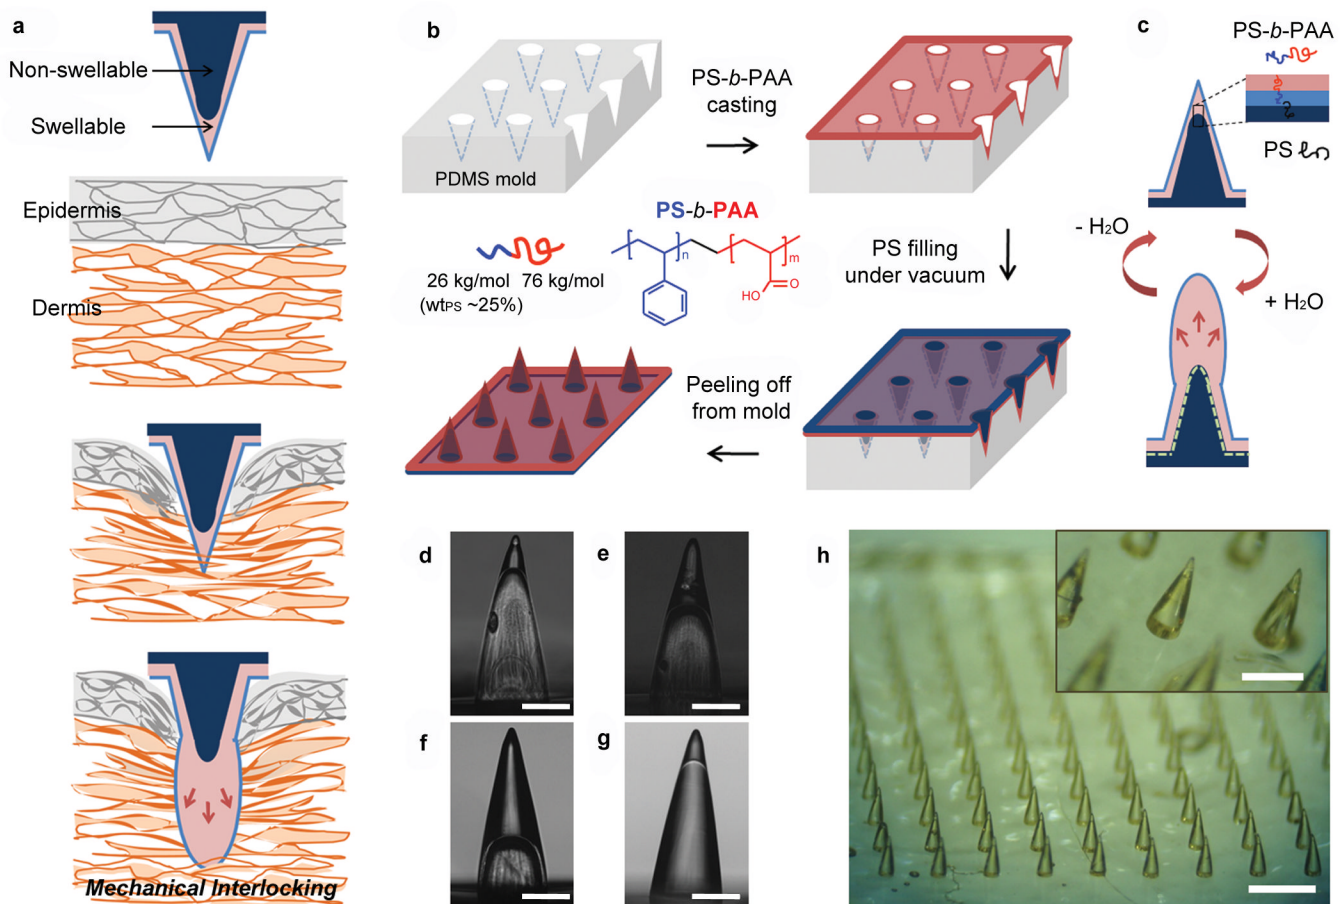 a
Non-swellable
Swellable
Epidermis
Dermis
Mechanical Interlocking
b
PDMS mold
PS-b-PAA
casting
PS-b-PAA
n
m
HO
O
26 kg/mol 76 kg/mol
(wtPS ~25%)
PS filling
under vacuum
Peeling off
from mold
c
PS-b-PAA
PS
- H2O
+ H2O
d
e
f
g
h